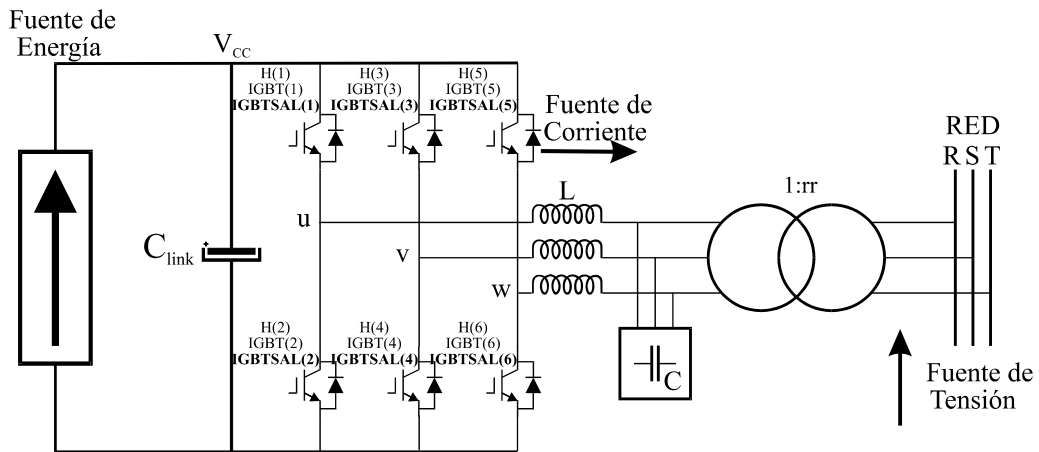 Fuente de
Energía
V_CC
H(1)
IGBT(1)
IGBTSAL(1)
H(3)
IGBT(3)
IGBTSAL(3)
H(5)
IGBT(5)
IGBTSAL(5)
Fuente de
Corriente
RED
R S T
1:rr
L
u
v
w
C_link
+
H(2)
IGBT(2)
IGBTSAL(2)
H(4)
IGBT(4)
IGBTSAL(4)
H(6)
IGBT(6)
IGBTSAL(6)
C
Fuente de
Tensión